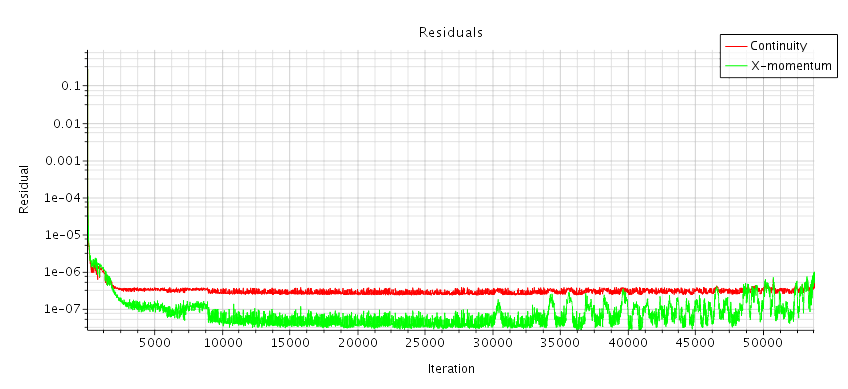 Residuals
Continuity
X-momentum
0.1
0.01
0.001
1e-04
1e-05
1e-06
1e-07
Residual
5000 10000 15000 20000 25000 30000 35000 40000 45000 50000
Iteration